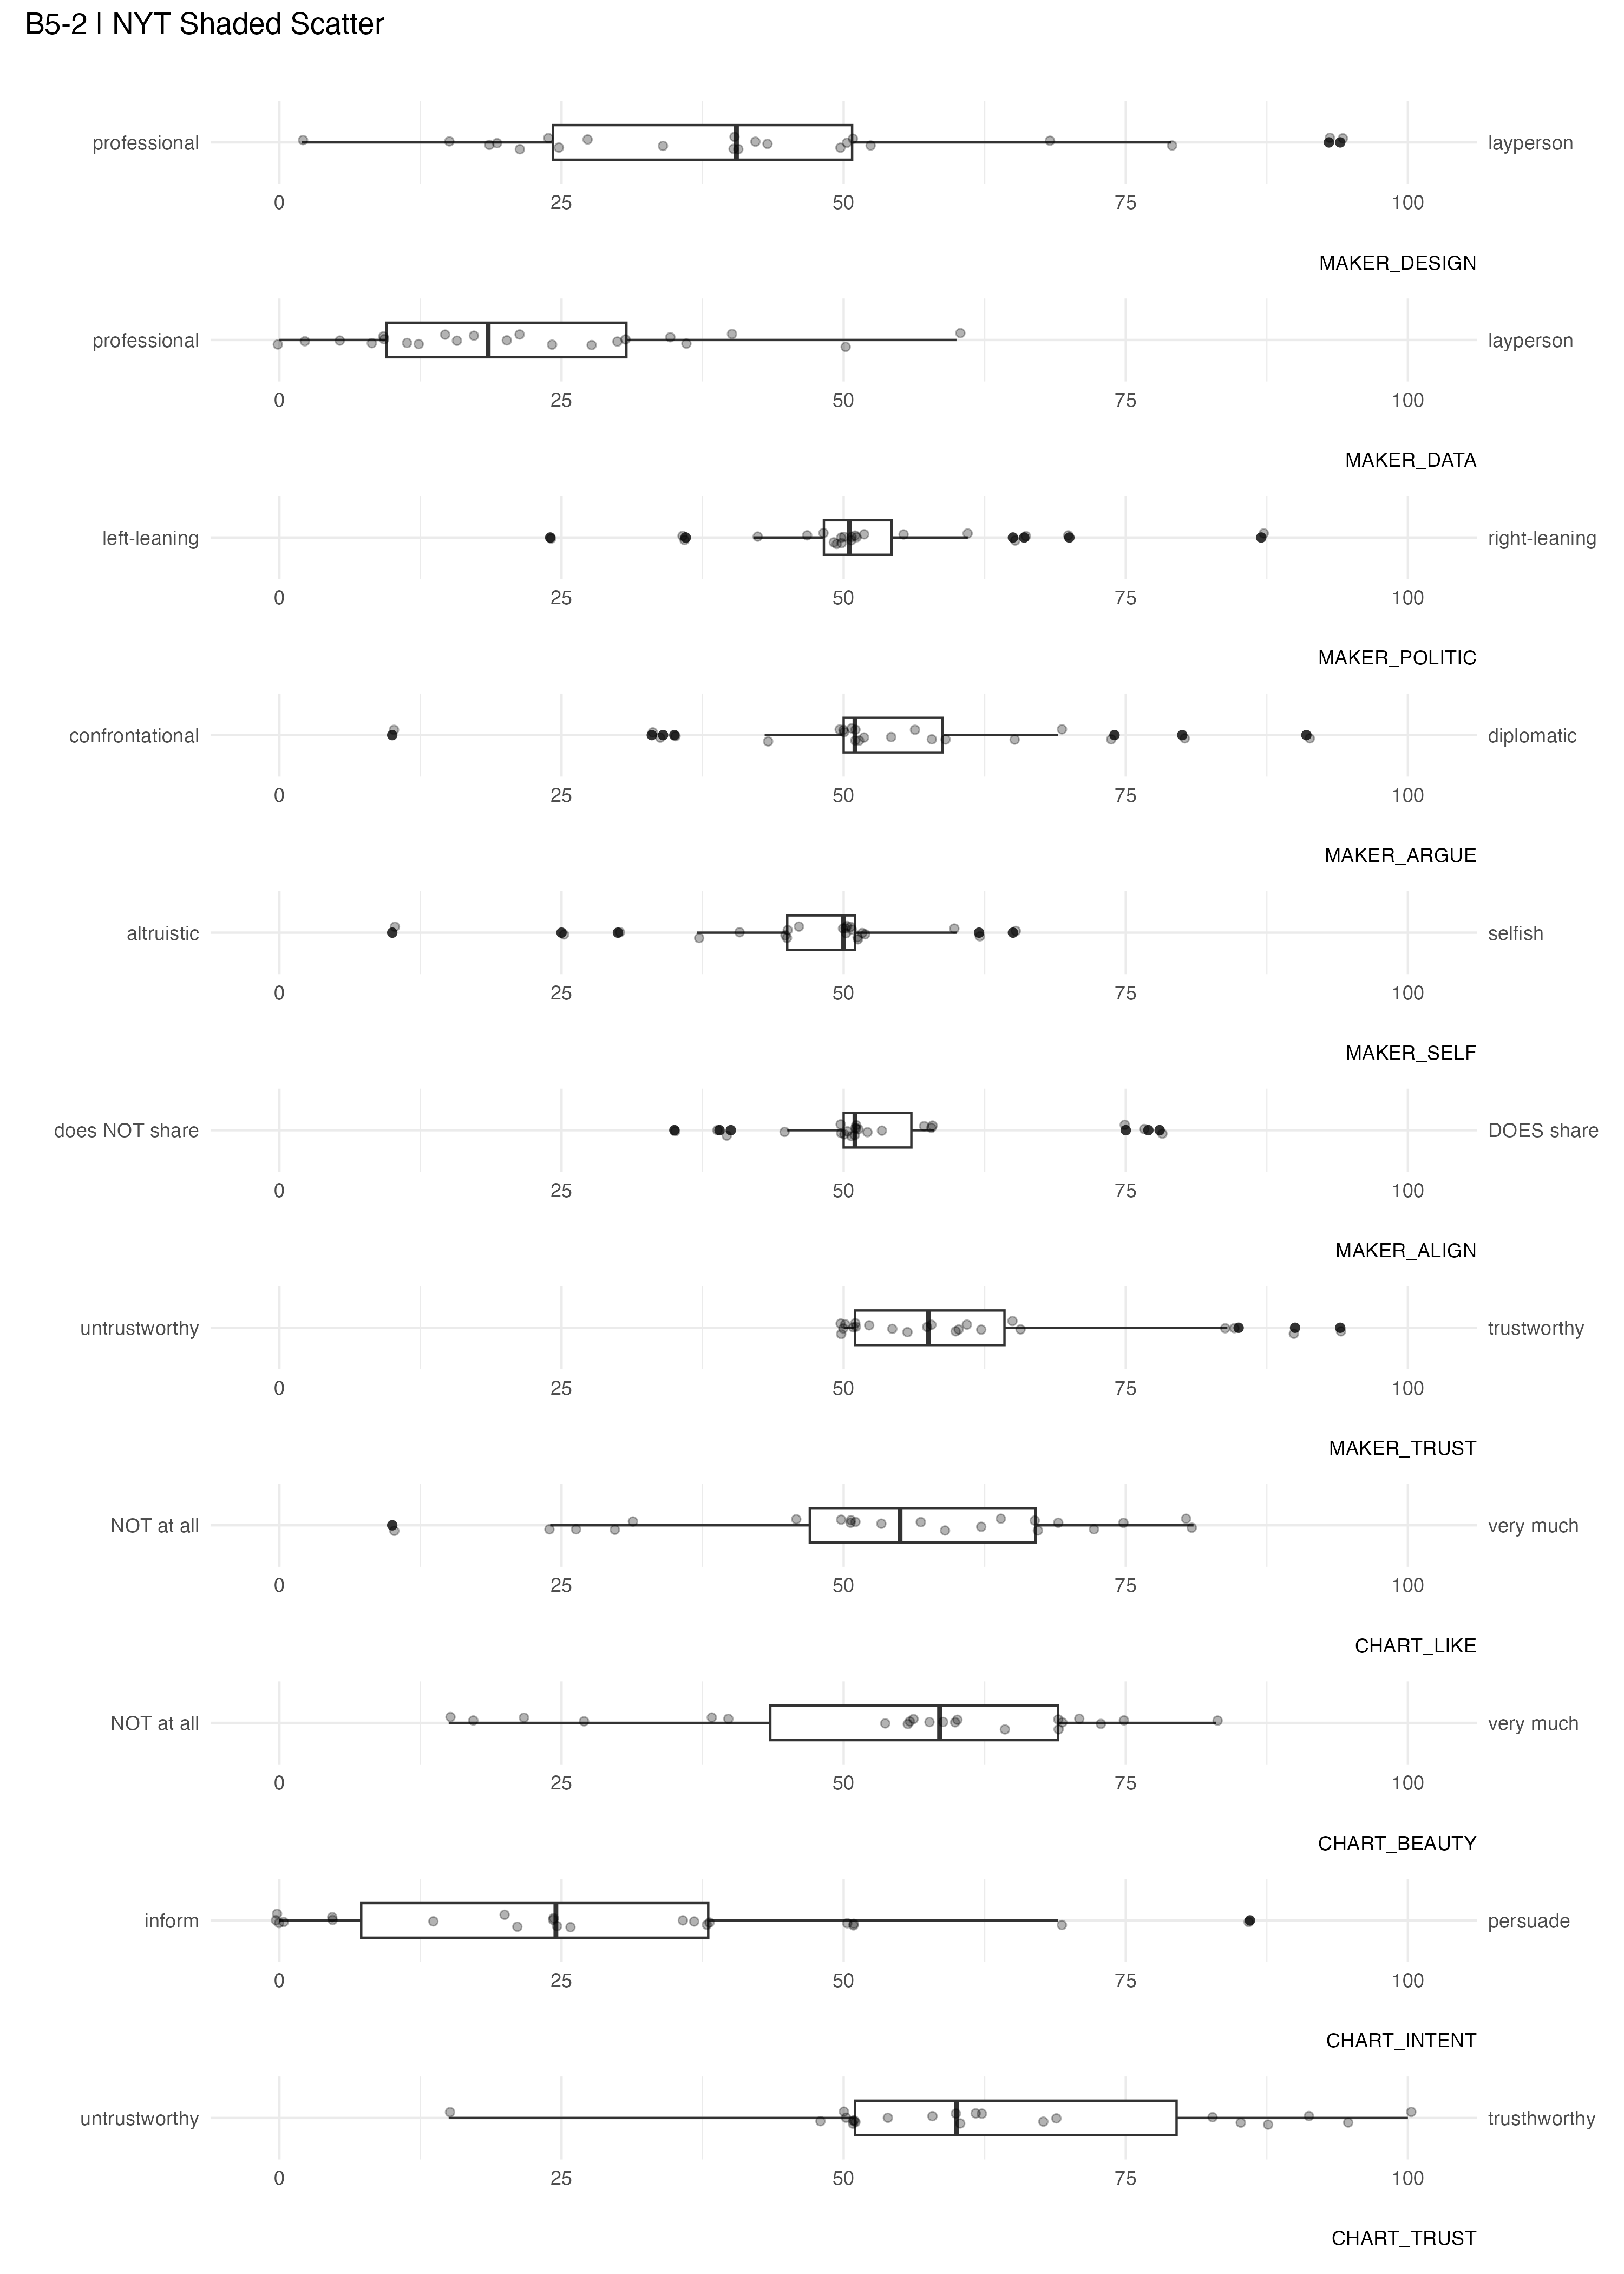 B5-2 | NYT Shaded Scatter
professional layperson
0 25 50 75 100
MAKER_DESIGN
professional layperson
0 25 50 75 100
MAKER_DATA
left-leaning right-leaning
0 25 50 75 100
MAKER_POLITIC
confrontational diplomatic
0 25 50 75 100
MAKER_ARGUE
altruistic selfish
0 25 50 75 100
MAKER_SELF
does NOT share DOES share
0 25 50 75 100
MAKER_ALIGN
untrustworthy trustworthy
0 25 50 75 100
MAKER_TRUST
NOT at all very much
0 25 50 75 100
CHART_LIKE
NOT at all very much
0 25 50 75 100
CHART_BEAUTY
inform persuade
0 25 50 75 100
CHART_INTENT
untrustworthy trusthworthy
0 25 50 75 100
CHART_TRUST